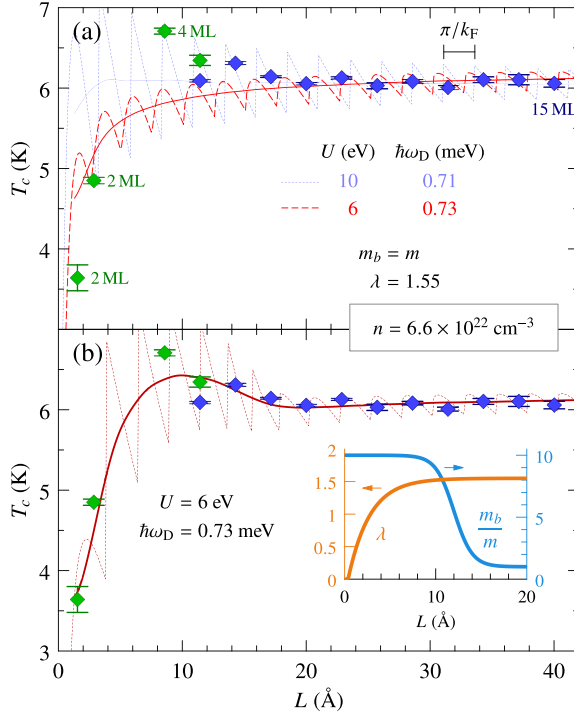 (a)
7
6
5
4
T_c (K)
4 ML
2 ML
2 ML
π/k_F
15 ML
U (eV) ħω_D (meV)
10 0.71
6 0.73
m_b = m
λ = 1.55
n = 6.6 × 10²² cm⁻³
(b)
6
5
4
3
T_c (K)
U = 6 eV
ħω_D = 0.73 meV
2
1.5
1
0.5
0
λ
m_b/m
10
5
0
0 10 20
L (Å)
0 10 20 30 40
L (Å)